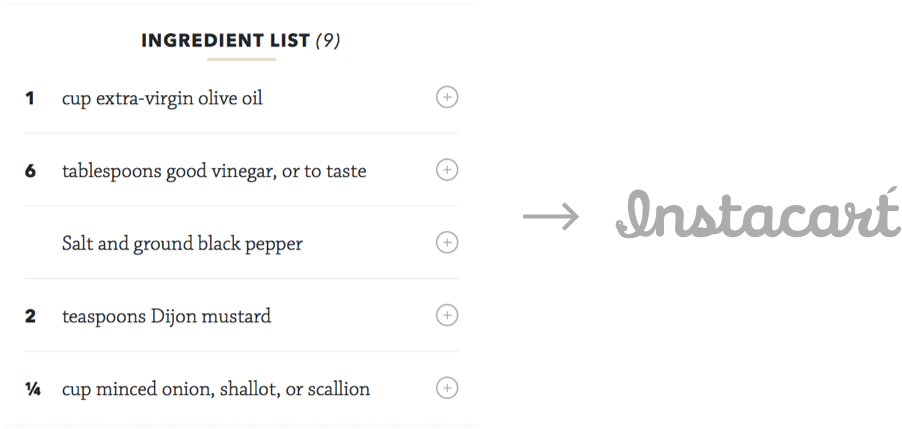 INGREDIENT LIST (9)
1 cup extra-virgin olive oil
6 tablespoons good vinegar, or to taste
Salt and ground black pepper
2 teaspoons Dijon mustard
¼ cup minced onion, shallot, or scallion
Instacart